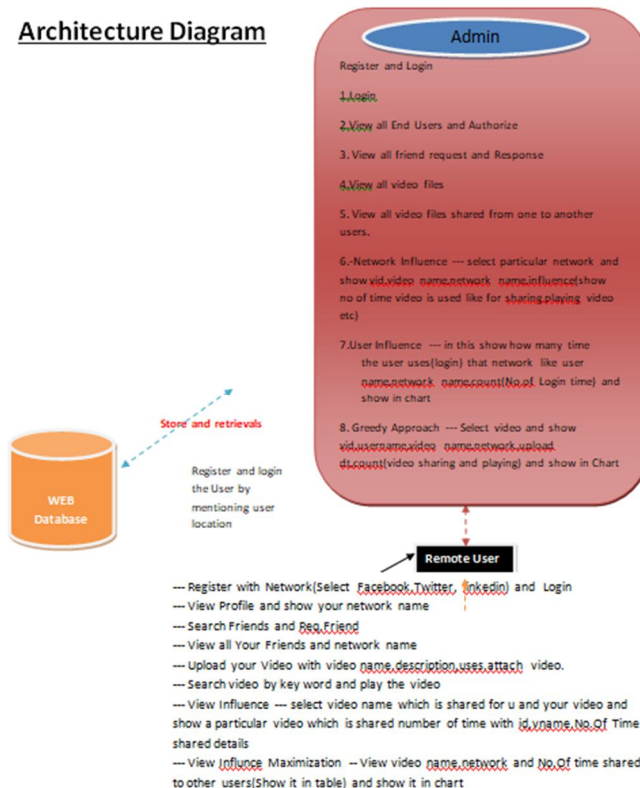 Architecture Diagram
Admin
Register and Login
1.Login
2.View all End Users and Authorize
3. View all friend request and Response
4.View all video files
5. View all video files shared from one to another
users.
6.-Network Influence --- select particular network and
show vid,video name,network name,influence(show
no of time video is used like for sharing,playing video
etc)
7.User Influence --- in this show how many time
the user uses(login) that network like user
name,network name,count(No.of Login time) and
show in chart
8. Greedy Approach --- Select video and show
vid,username,video name,network,upload
dt,count(video sharing and playing) and show in Chart
Store and retrievals
WEB
Database
Register and login
the User by
mentioning user
location
Remote User
--- Register with Network(Select Facebook,Twitter, linkedin) and Login
--- View Profile and show your network name
--- Search Friends and Req,Friend
--- View all Your Friends and network name
--- Upload your Video with video name,description,uses,attach video.
--- Search video by key word and play the video
--- View Influence --- select video name which is shared for u and your video and
show a particular video which is shared number of time with id,vname,No.Of Time
shared details
--- View Influnce Maximization -- View video name,network and No.Of time shared
to other users(Show it in table) and show it in chart